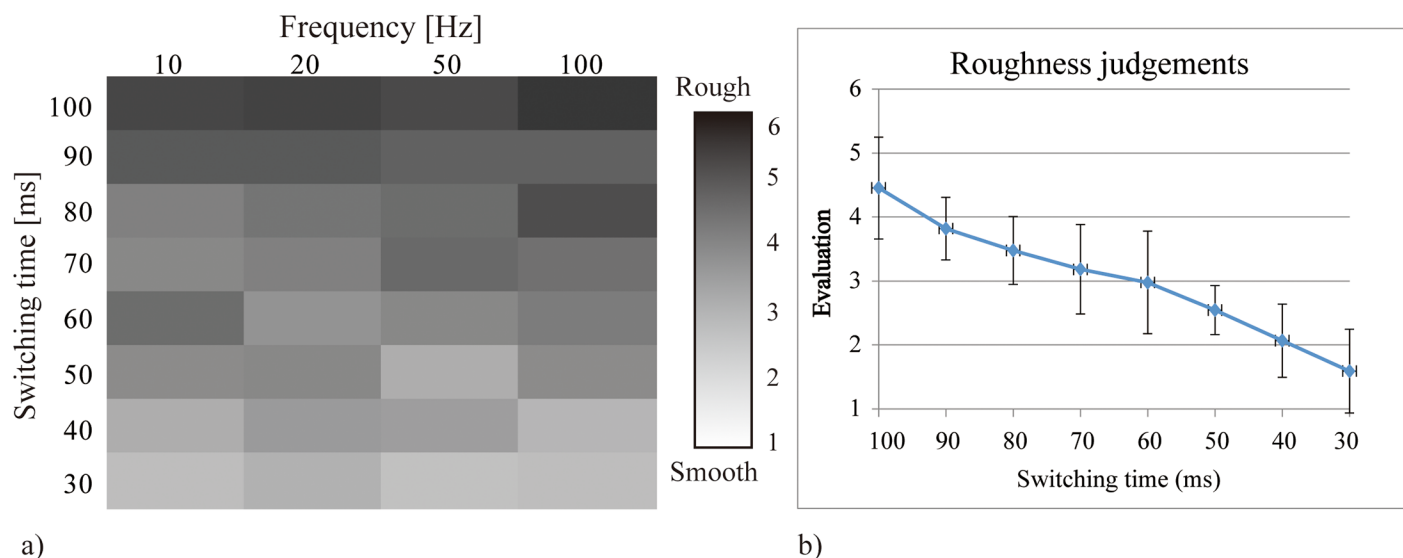 Frequency [Hz]
10 20 50 100
Switching time [ms]
100
90
80
70
60
50
40
30
Rough
6
5
4
3
2
1
Smooth
a)
Roughness judgements
Evaluation
6
5
4
3
2
1
100 90 80 70 60 50 40 30
Switching time (ms)
b)